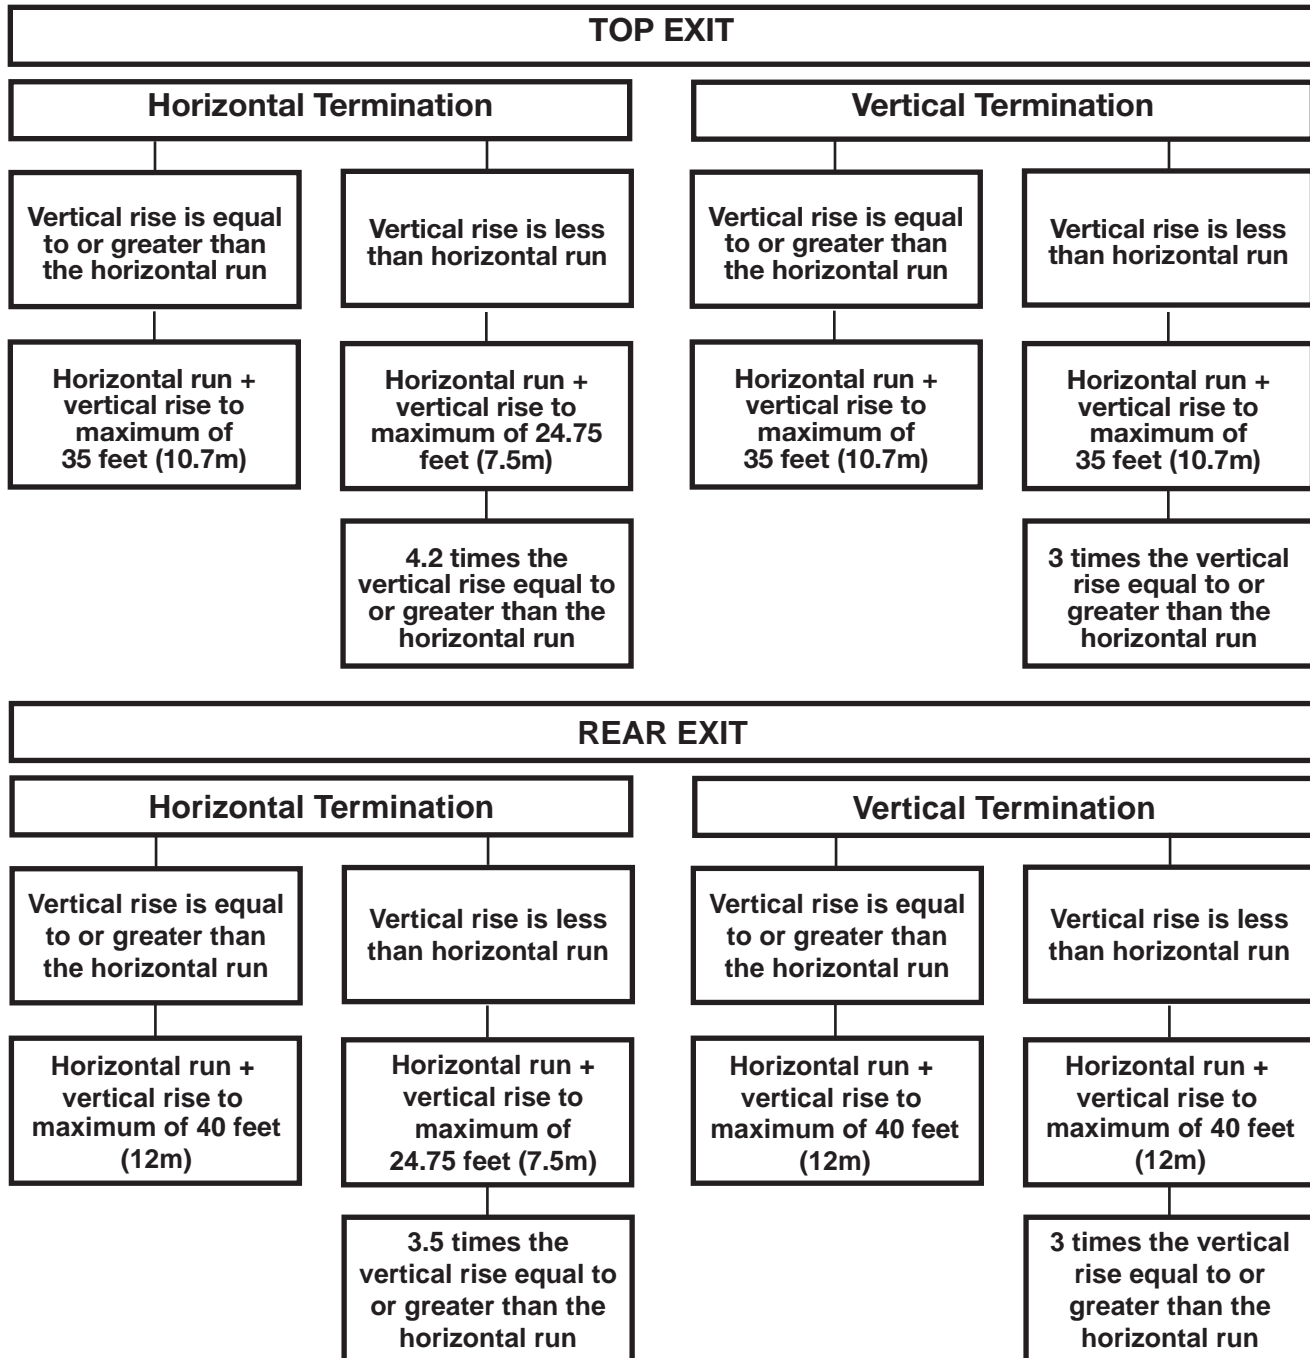 TOP EXIT
Horizontal Termination
Vertical Termination
Vertical rise is equal
to or greater than
the horizontal run
Vertical rise is less
than horizontal run
Vertical rise is equal
to or greater than
the horizontal run
Vertical rise is less
than horizontal run
Horizontal run +
vertical rise to
maximum of
35 feet (10.7m)
Horizontal run +
vertical rise to
maximum of 24.75
feet (7.5m)
Horizontal run +
vertical rise to
maximum of
35 feet (10.7m)
Horizontal run +
vertical rise to
maximum of
35 feet (10.7m)
4.2 times the
vertical rise equal to
or greater than the
horizontal run
3 times the vertical
rise equal to or
greater than the
horizontal run
REAR EXIT
Horizontal Termination
Vertical Termination
Vertical rise is equal
to or greater than
the horizontal run
Vertical rise is less
than horizontal run
Vertical rise is equal
to or greater than
the horizontal run
Vertical rise is less
than horizontal run
Horizontal run +
vertical rise to
maximum of 40 feet
(12m)
Horizontal run +
vertical rise to
maximum of
24.75 feet (7.5m)
Horizontal run +
vertical rise to
maximum of 40 feet
(12m)
Horizontal run +
vertical rise to
maximum of 40 feet
(12m)
3.5 times the
vertical rise equal to
or greater than the
horizontal run
3 times the vertical
rise equal to or
greater than the
horizontal run